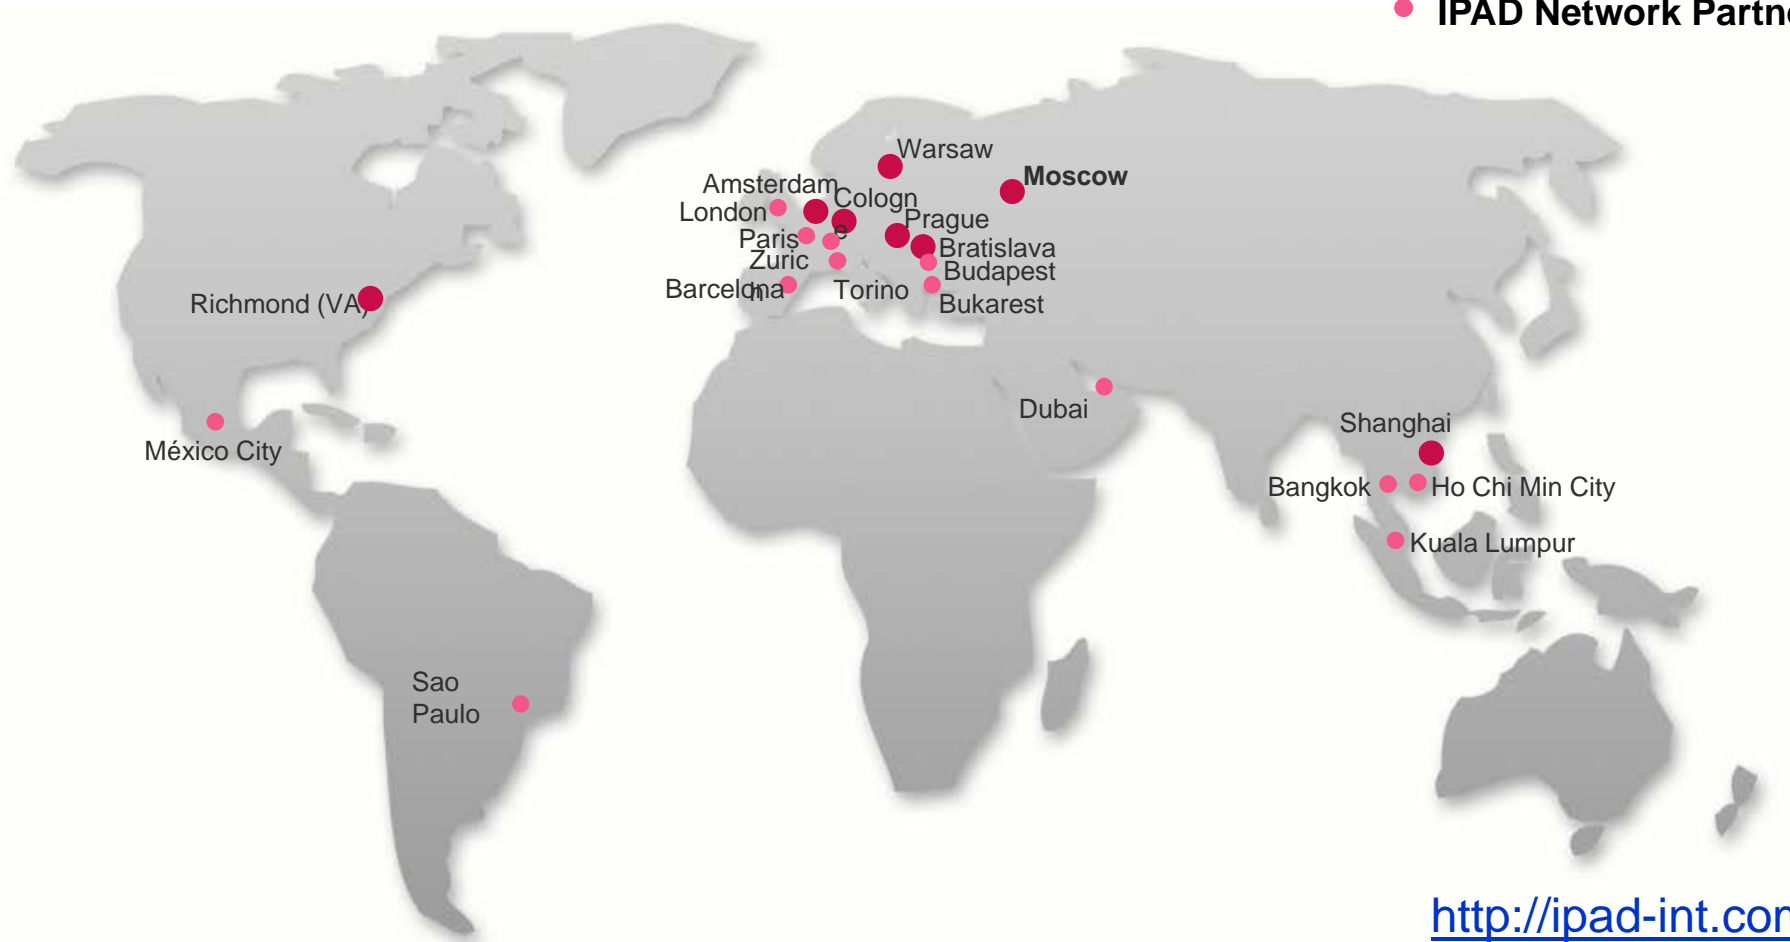 IPAD Network Partn
Warsaw
Moscow
Amsterdam
Cologn
e
London
Prague
Paris
Bratislava
Zuric
h
Budapest
Barcelona
Torino
Bukarest
Richmond (VA)
Dubai
México City
Shanghai
Bangkok
Ho Chi Min City
Kuala Lumpur
Sao
Paulo
http://ipad-int.com